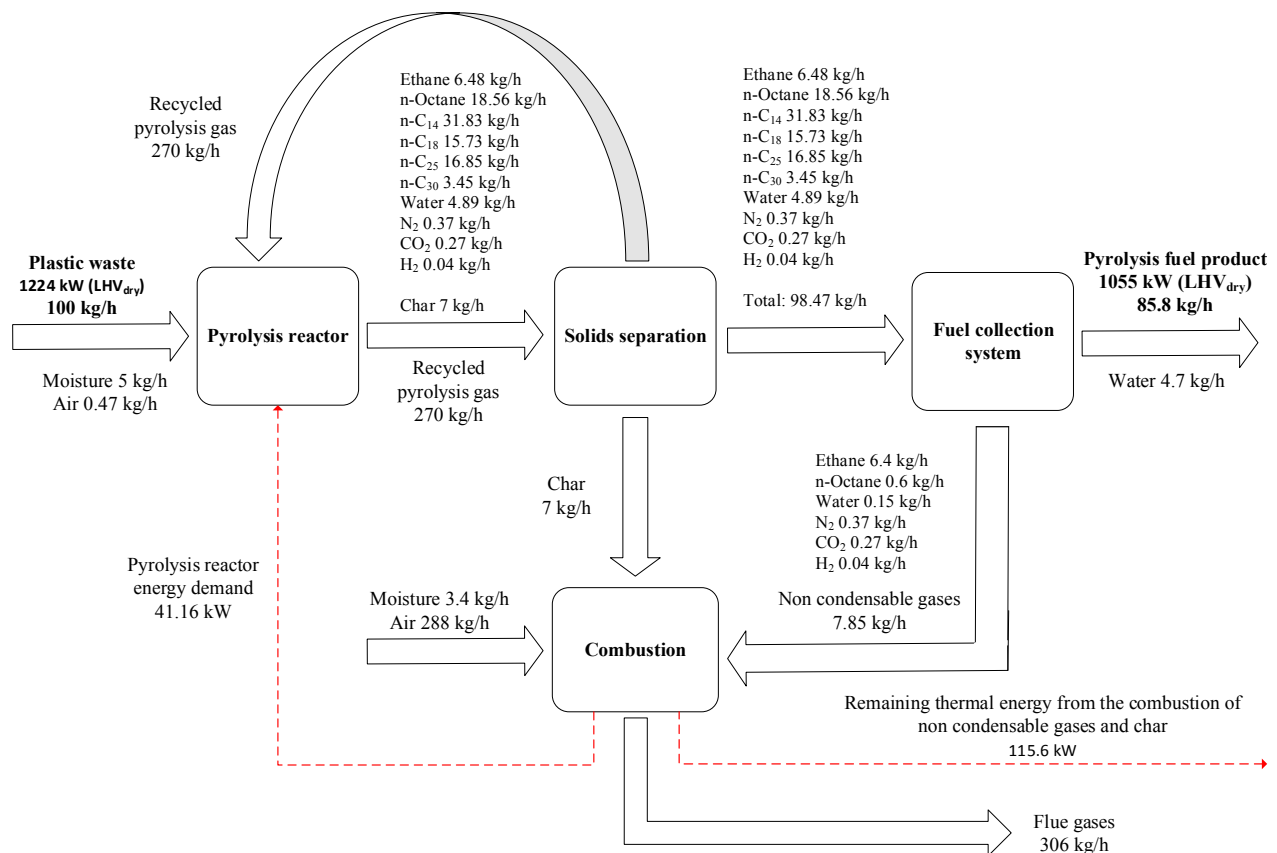 Recycled
pyrolysis gas
270 kg/h
Ethane 6.48 kg/h
n-Octane 18.56 kg/h
n-C₁₄ 31.83 kg/h
n-C₁₈ 15.73 kg/h
n-C₂₅ 16.85 kg/h
n-C₃₀ 3.45 kg/h
Water 4.89 kg/h
N₂ 0.37 kg/h
CO₂ 0.27 kg/h
H₂ 0.04 kg/h
Ethane 6.48 kg/h
n-Octane 18.56 kg/h
n-C₁₄ 31.83 kg/h
n-C₁₈ 15.73 kg/h
n-C₂₅ 16.85 kg/h
n-C₃₀ 3.45 kg/h
Water 4.89 kg/h
N₂ 0.37 kg/h
CO₂ 0.27 kg/h
H₂ 0.04 kg/h
Total: 98.47 kg/h
Plastic waste
1224 kW (LHVdry)
100 kg/h
Moisture 5 kg/h
Air 0.47 kg/h
Pyrolysis reactor
Char 7 kg/h
Recycled
pyrolysis gas
270 kg/h
Solids separation
Fuel collection
system
Pyrolysis fuel product
1055 kW (LHVdry)
85.8 kg/h
Water 4.7 kg/h
Char
7 kg/h
Ethane 6.4 kg/h
n-Octane 0.6 kg/h
Water 0.15 kg/h
N₂ 0.37 kg/h
CO₂ 0.27 kg/h
H₂ 0.04 kg/h
Non condensable gases
7.85 kg/h
Pyrolysis reactor
energy demand
41.16 kW
Moisture 3.4 kg/h
Air 288 kg/h
Combustion
Remaining thermal energy from the combustion of
non condensable gases and char
115.6 kW
Flue gases
306 kg/h